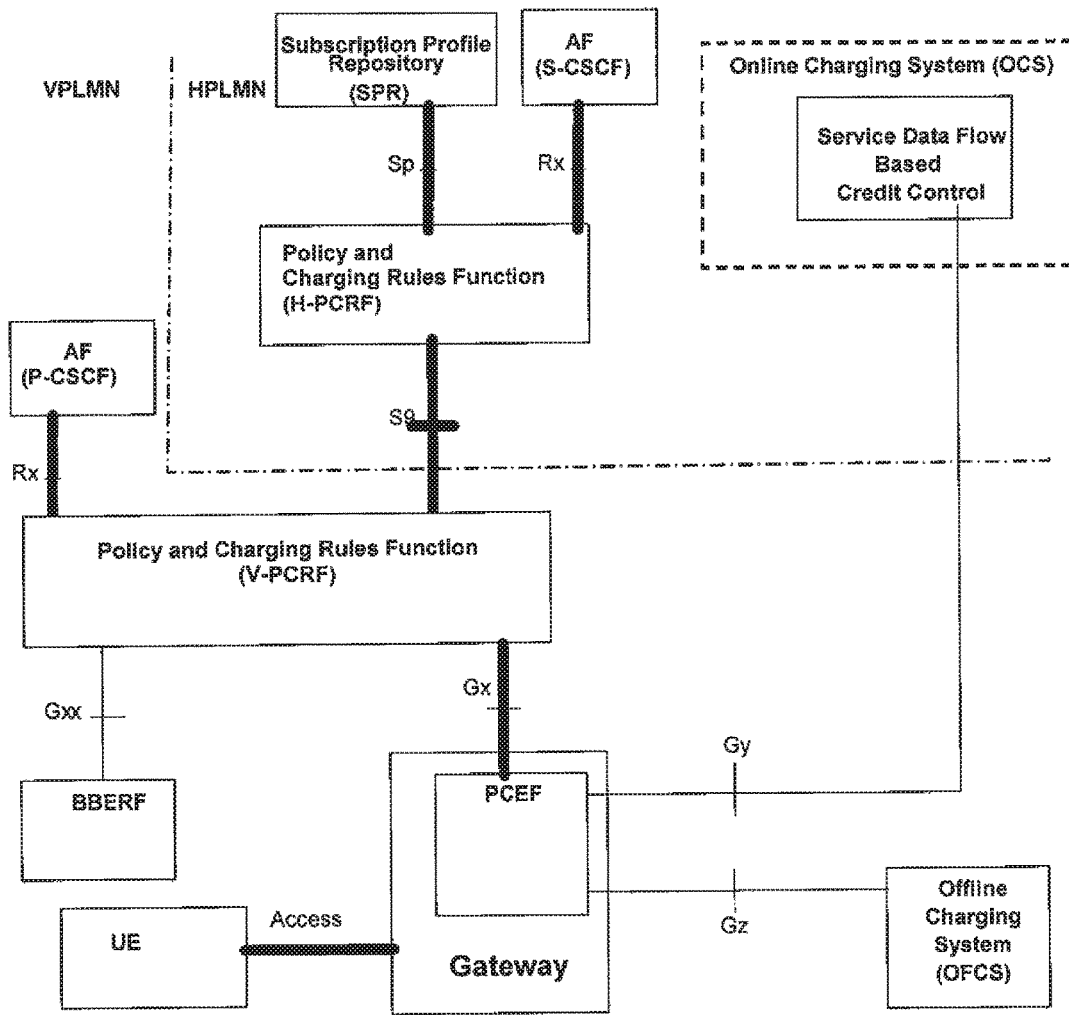 Subscription Profile
Repository
(SPR)
AF
(S-CSCF)
VPLMN
HPLMN
Online Charging System (OCS)
Service Data Flow
Based
Credit Control
Sp
Rx
Policy and
Charging Rules Function
(H-PCRF)
AF
(P-CSCF)
S9
Rx
Policy and Charging Rules Function
(V-PCRF)
Gxx
Gx
Gy
BBERF
PCEF
Gz
Offline
Charging
System
(OFCS)
UE
Access
Gateway